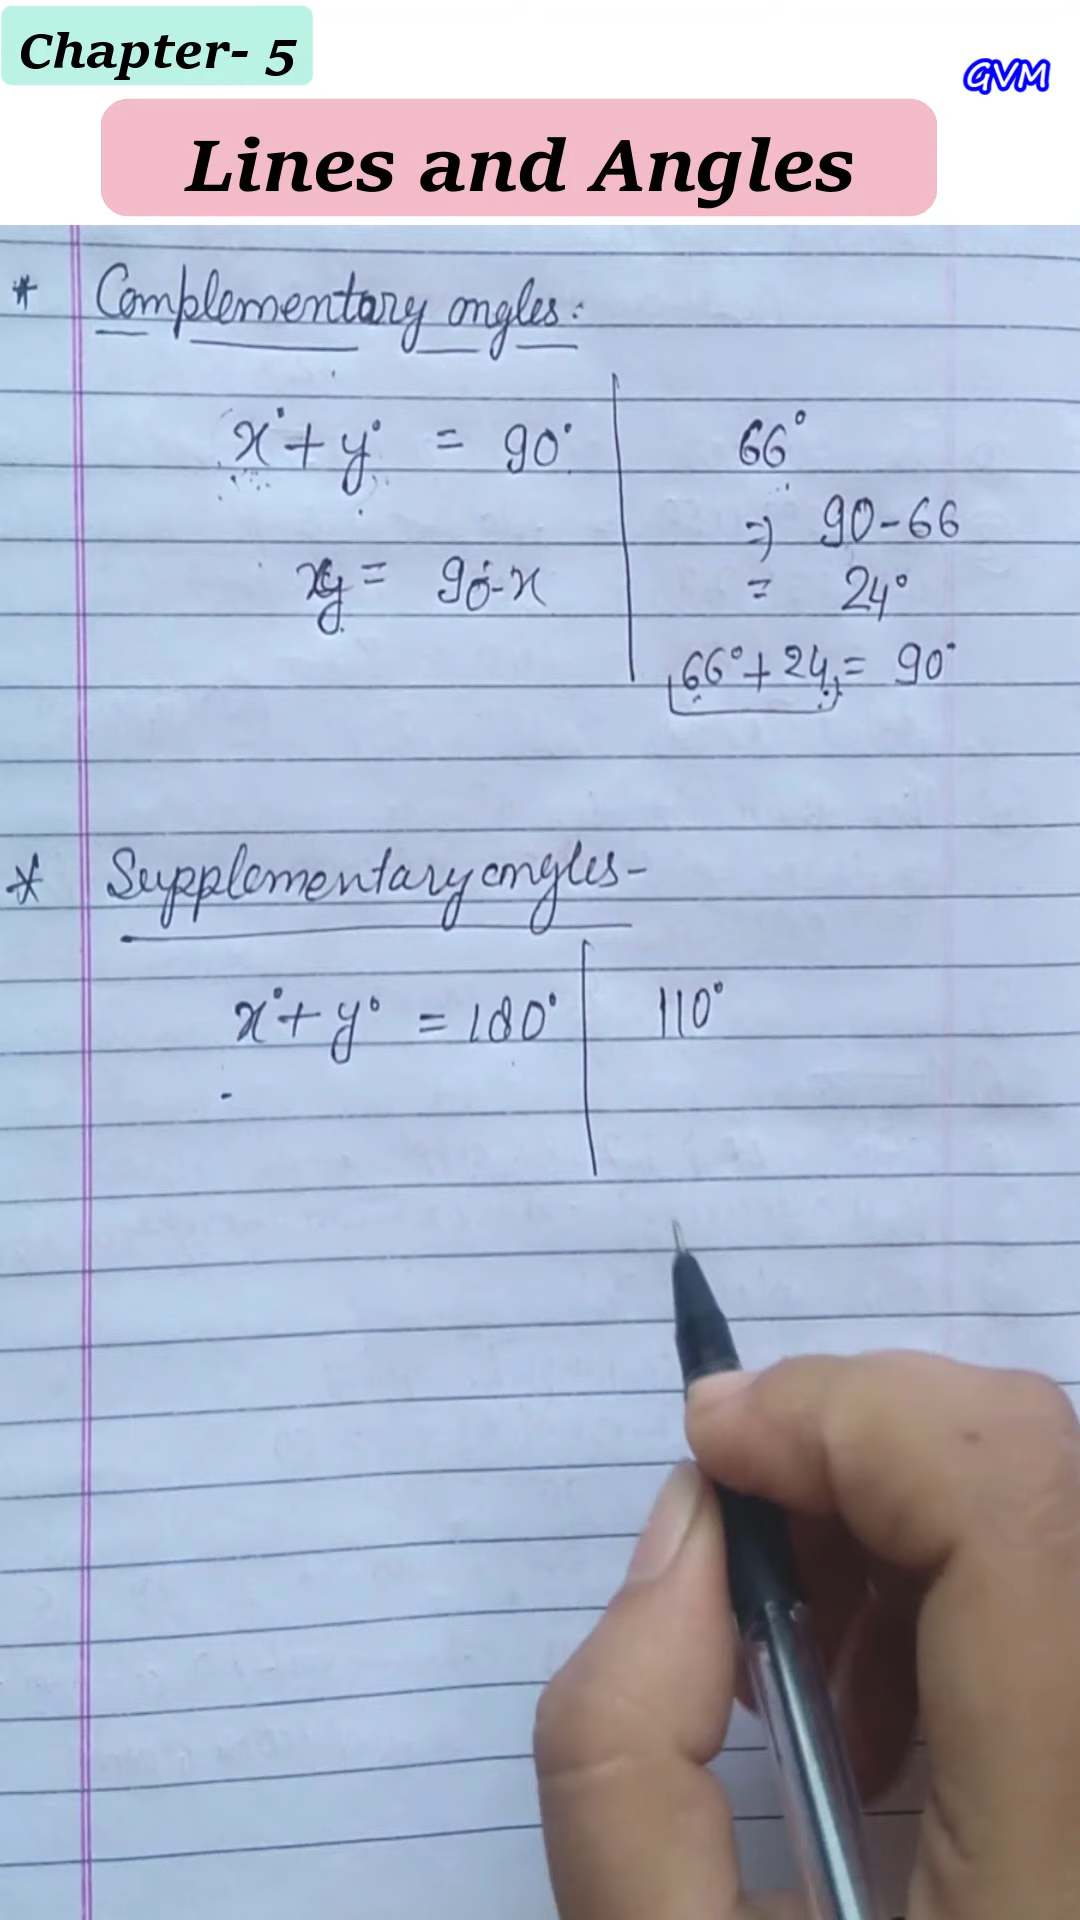 Chapter- 5
GVM
Lines and Angles
* Complementary angles:
x° + y° = 90°
66°
=) 90-66
y = 90°-x
= 24°
66° + 24 = 90°
* Supplementary angles-
x° + y° = 180°
110°